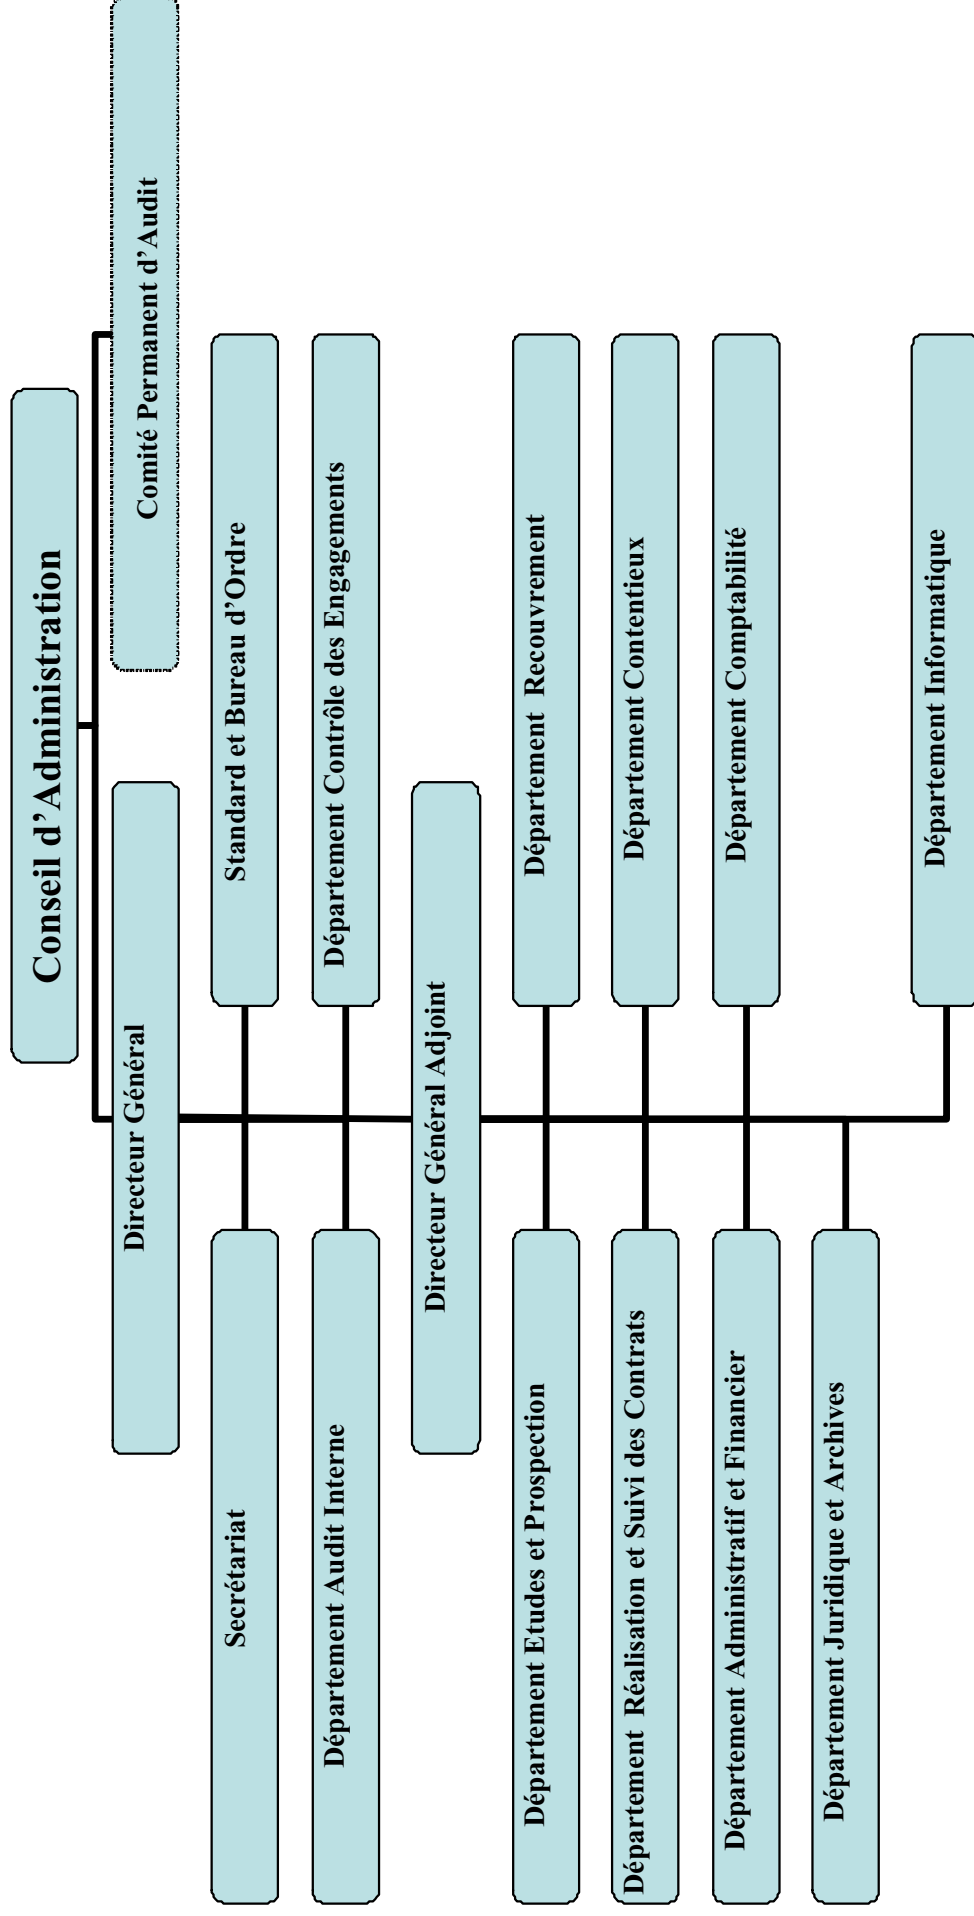 Conseil d'Administration
Directeur Général
Comité Permanent d'Audit
Secrétariat
Standard et Bureau d'Ordre
Département Audit Interne
Département Contrôle des Engagements
Directeur Général Adjoint
Département Etudes et Prospection
Département Recouvrement
Département Réalisation et Suivi des Contrats
Département Contentieux
Département Administratif et Financier
Département Comptabilité
Département Juridique et Archives
Département Informatique